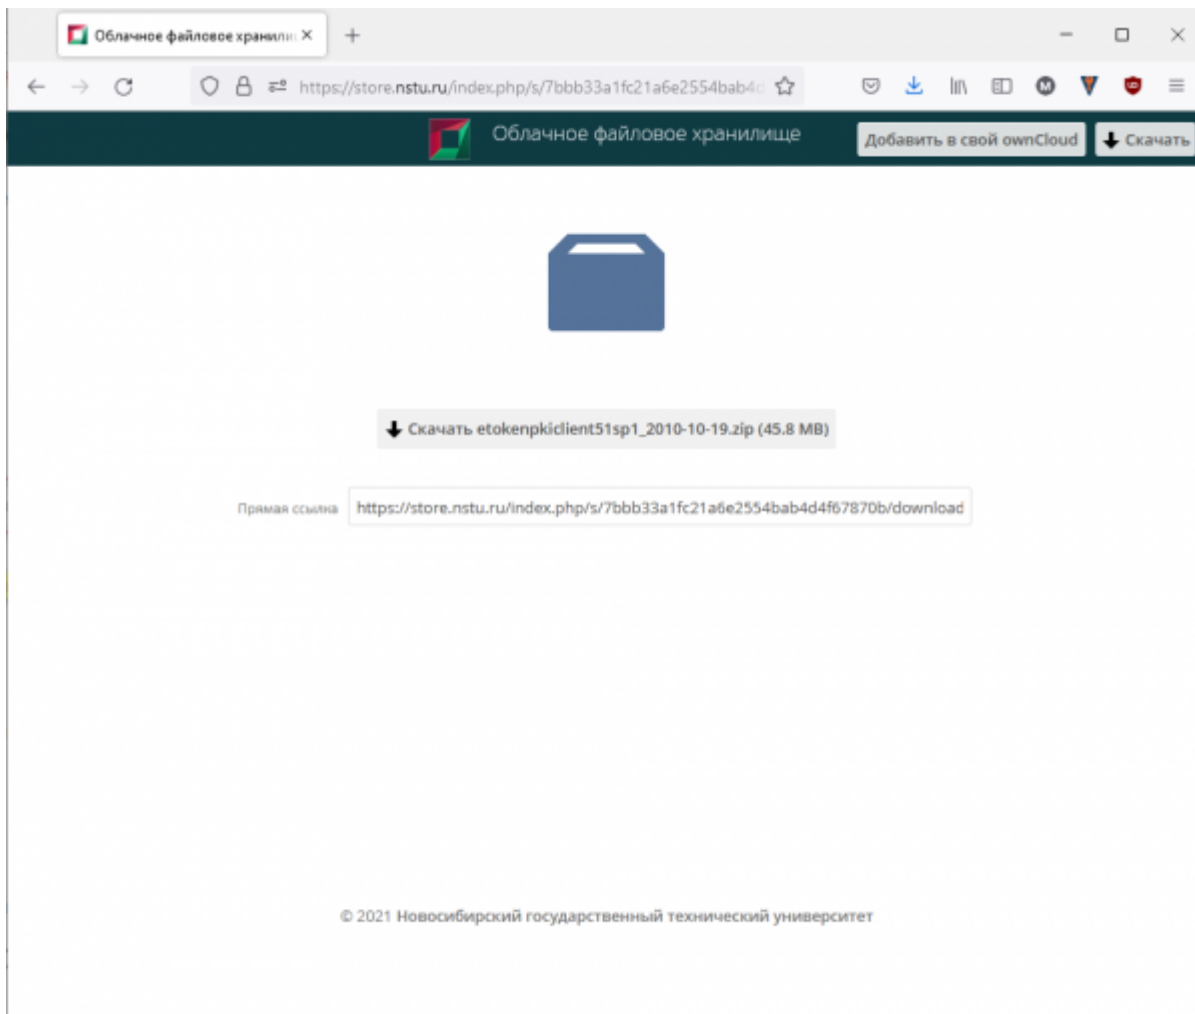 Облачное файловое хранили
https://store.nstu.ru/index.php/s/7bbb33a1fc21a6e2554bab4d
Облачное файловое хранилище
Добавить в свой ownCloud
Скачать
Скачать etokenpkiclient51sp1_2010-10-19.zip (45.8 MB)
Прямая ссылка
https://store.nstu.ru/index.php/s/7bbb33a1fc21a6e2554bab4d4f67870b/download
© 2021 Новосибирский государственный технический университет